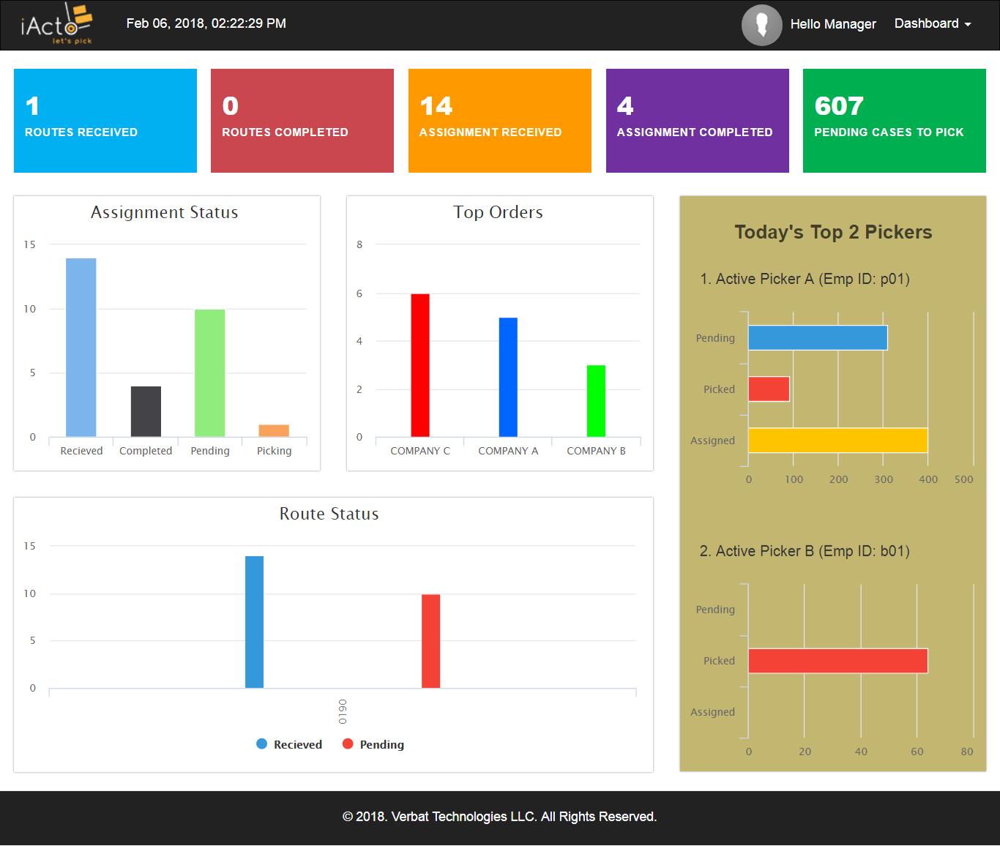 iActo
let's pick
Feb 06, 2018, 02:22:29 PM
Hello Manager
Dashboard
1
ROUTES RECEIVED
0
ROUTES COMPLETED
14
ASSIGNMENT RECEIVED
4
ASSIGNMENT COMPLETED
607
PENDING CASES TO PICK
Assignment Status
15
10
5
0
Recieved Completed Pending Picking
Top Orders
8
6
4
2
0
COMPANY C COMPANY A COMPANY B
Route Status
15
10
5
0
0190
Recieved Pending
Today's Top 2 Pickers
1. Active Picker A (Emp ID: p01)
Pending
Picked
Assigned
0 100 200 300 400 500
2. Active Picker B (Emp ID: b01)
Pending
Picked
Assigned
0 20 40 60 80
© 2018. Verbat Technologies LLC. All Rights Reserved.